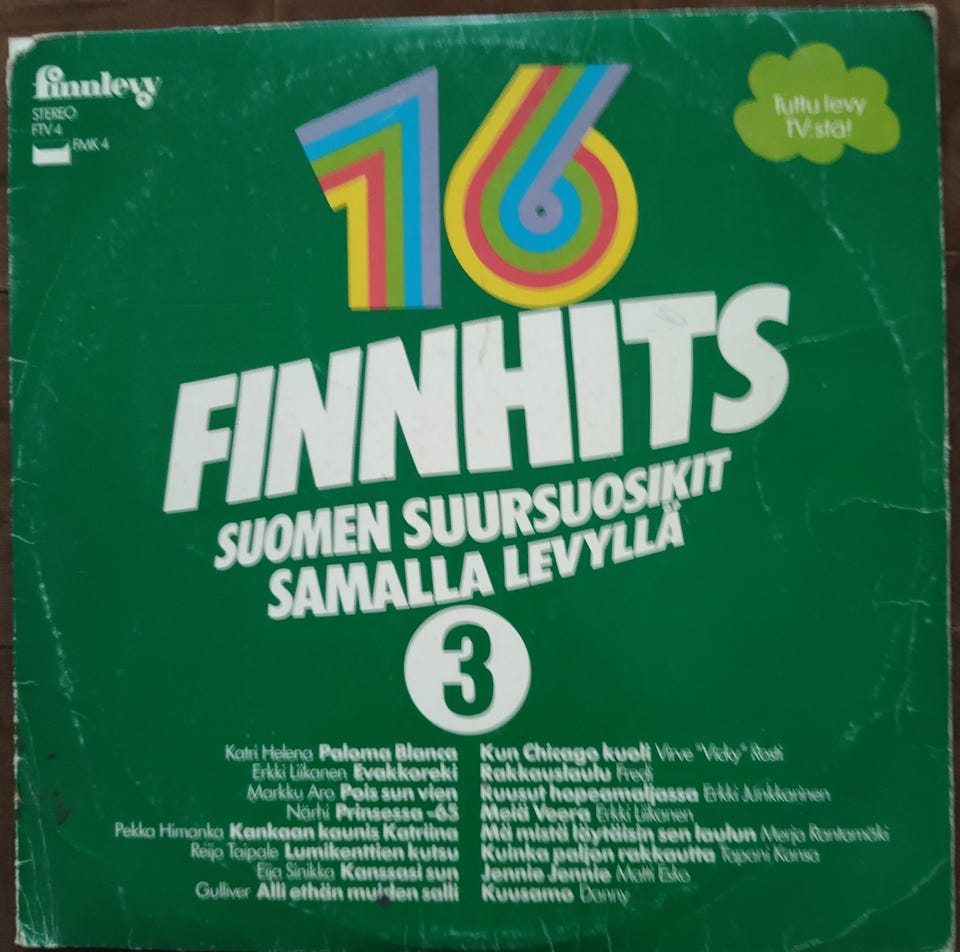 finnlevy
STEREO
FTV 4
FMK 4
Tuttu levy
TV:stä!
16
FINNHITS
SUOMEN SUURSUOSIKIT
SAMALLA LEVYLLÄ
3
Katri Helena Paloma Blanca
Erkki Liikanen Evakkoreki
Markku Aro Pois sun vien
Närhi Prinsessa -65
Pekka Himanka Kankaan kaunis Katriina
Reijo Taipale Lumikenttien kutsu
Eija Sinikka Kanssasi sun
Gulliver Alli ethän muiden salli
Kun Chicago kuoli Virve "Vicky" Rosti
Rakkauslaulu Fredi
Ruusut hopeamaljassa Erkki Junkkarinen
Meiä Veera Erkki Liikanen
Mä mistä löytäisin sen laulun Merja Rantamäki
Kuinka paljon rakkautta Tapani Kansa
Jennie Jennie Matti Esko
Kuusamo Danny